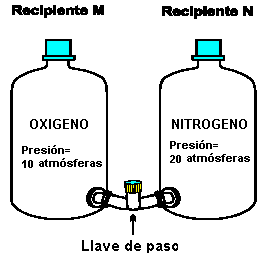 Recipiente M
Recipiente N
OXIGENO
Presión=
10 atmósferas
NITROGENO
Presión=
20 atmósferas
Llave de paso